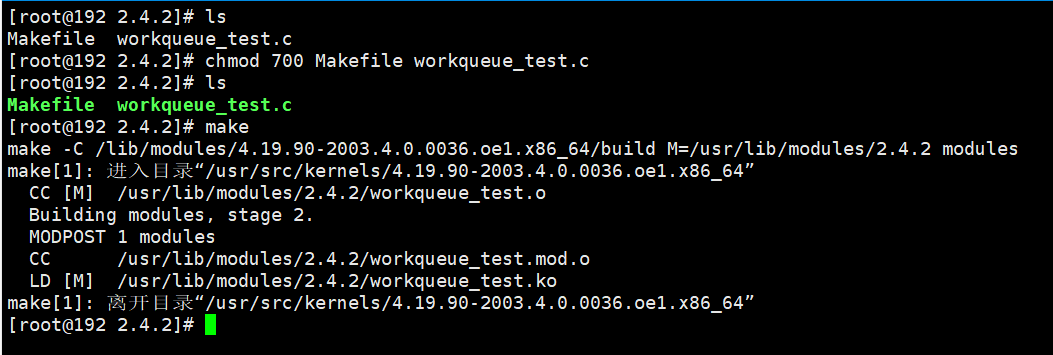 [root@192 2.4.2]# ls
Makefile  workqueue_test.c
[root@192 2.4.2]# chmod 700 Makefile workqueue_test.c
[root@192 2.4.2]# ls
Makefile  workqueue_test.c
[root@192 2.4.2]# make
make -C /lib/modules/4.19.90-2003.4.0.0036.oe1.x86_64/build M=/usr/lib/modules/2.4.2 modules
make[1]: 进入目录“/usr/src/kernels/4.19.90-2003.4.0.0036.oe1.x86_64”
  CC [M]  /usr/lib/modules/2.4.2/workqueue_test.o
  Building modules, stage 2.
  MODPOST 1 modules
  CC      /usr/lib/modules/2.4.2/workqueue_test.mod.o
  LD [M]  /usr/lib/modules/2.4.2/workqueue_test.ko
make[1]: 离开目录“/usr/src/kernels/4.19.90-2003.4.0.0036.oe1.x86_64”
[root@192 2.4.2]#